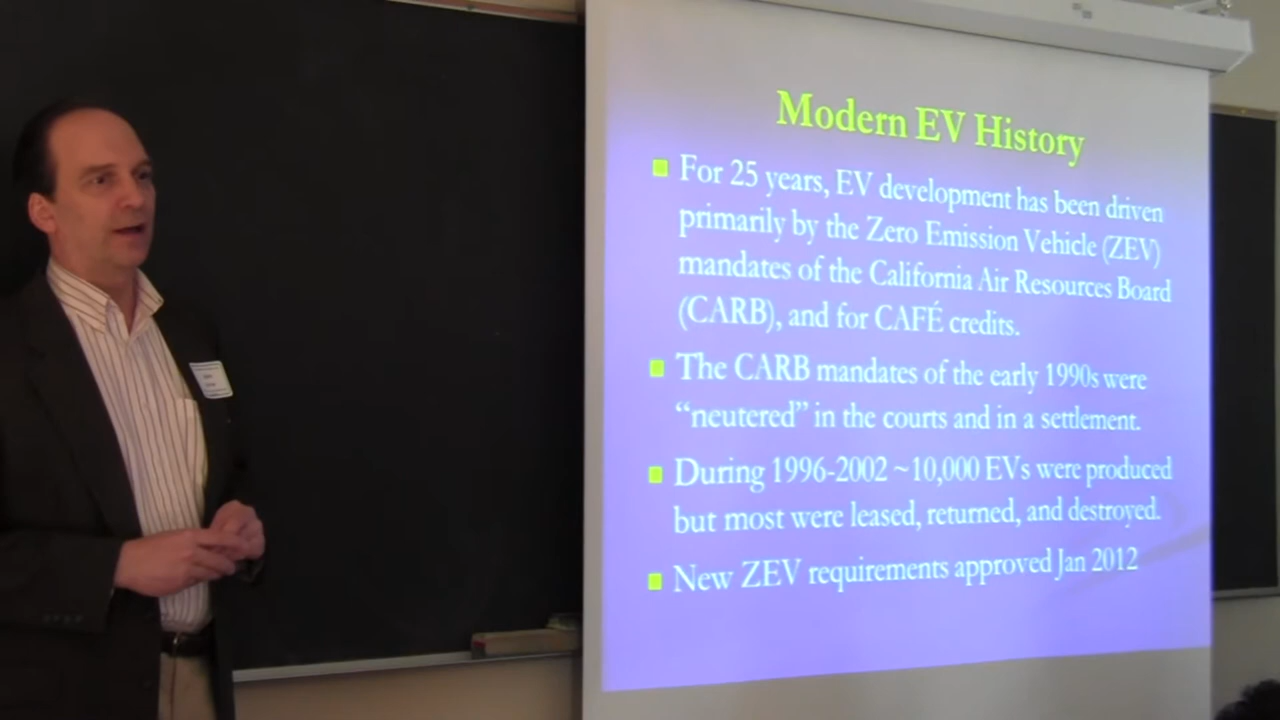 Modern EV History
For 25 years, EV development has been driven
primarily by the Zero Emission Vehicle (ZEV)
mandates of the California Air Resources Board
(CARB), and for CAFÉ credits.
The CARB mandates of the early 1990s were
“neutered” in the courts and in a settlement.
During 1996-2002 ~10,000 EVs were produced
but most were leased, returned, and destroyed.
New ZEV requirements approved Jan 2012